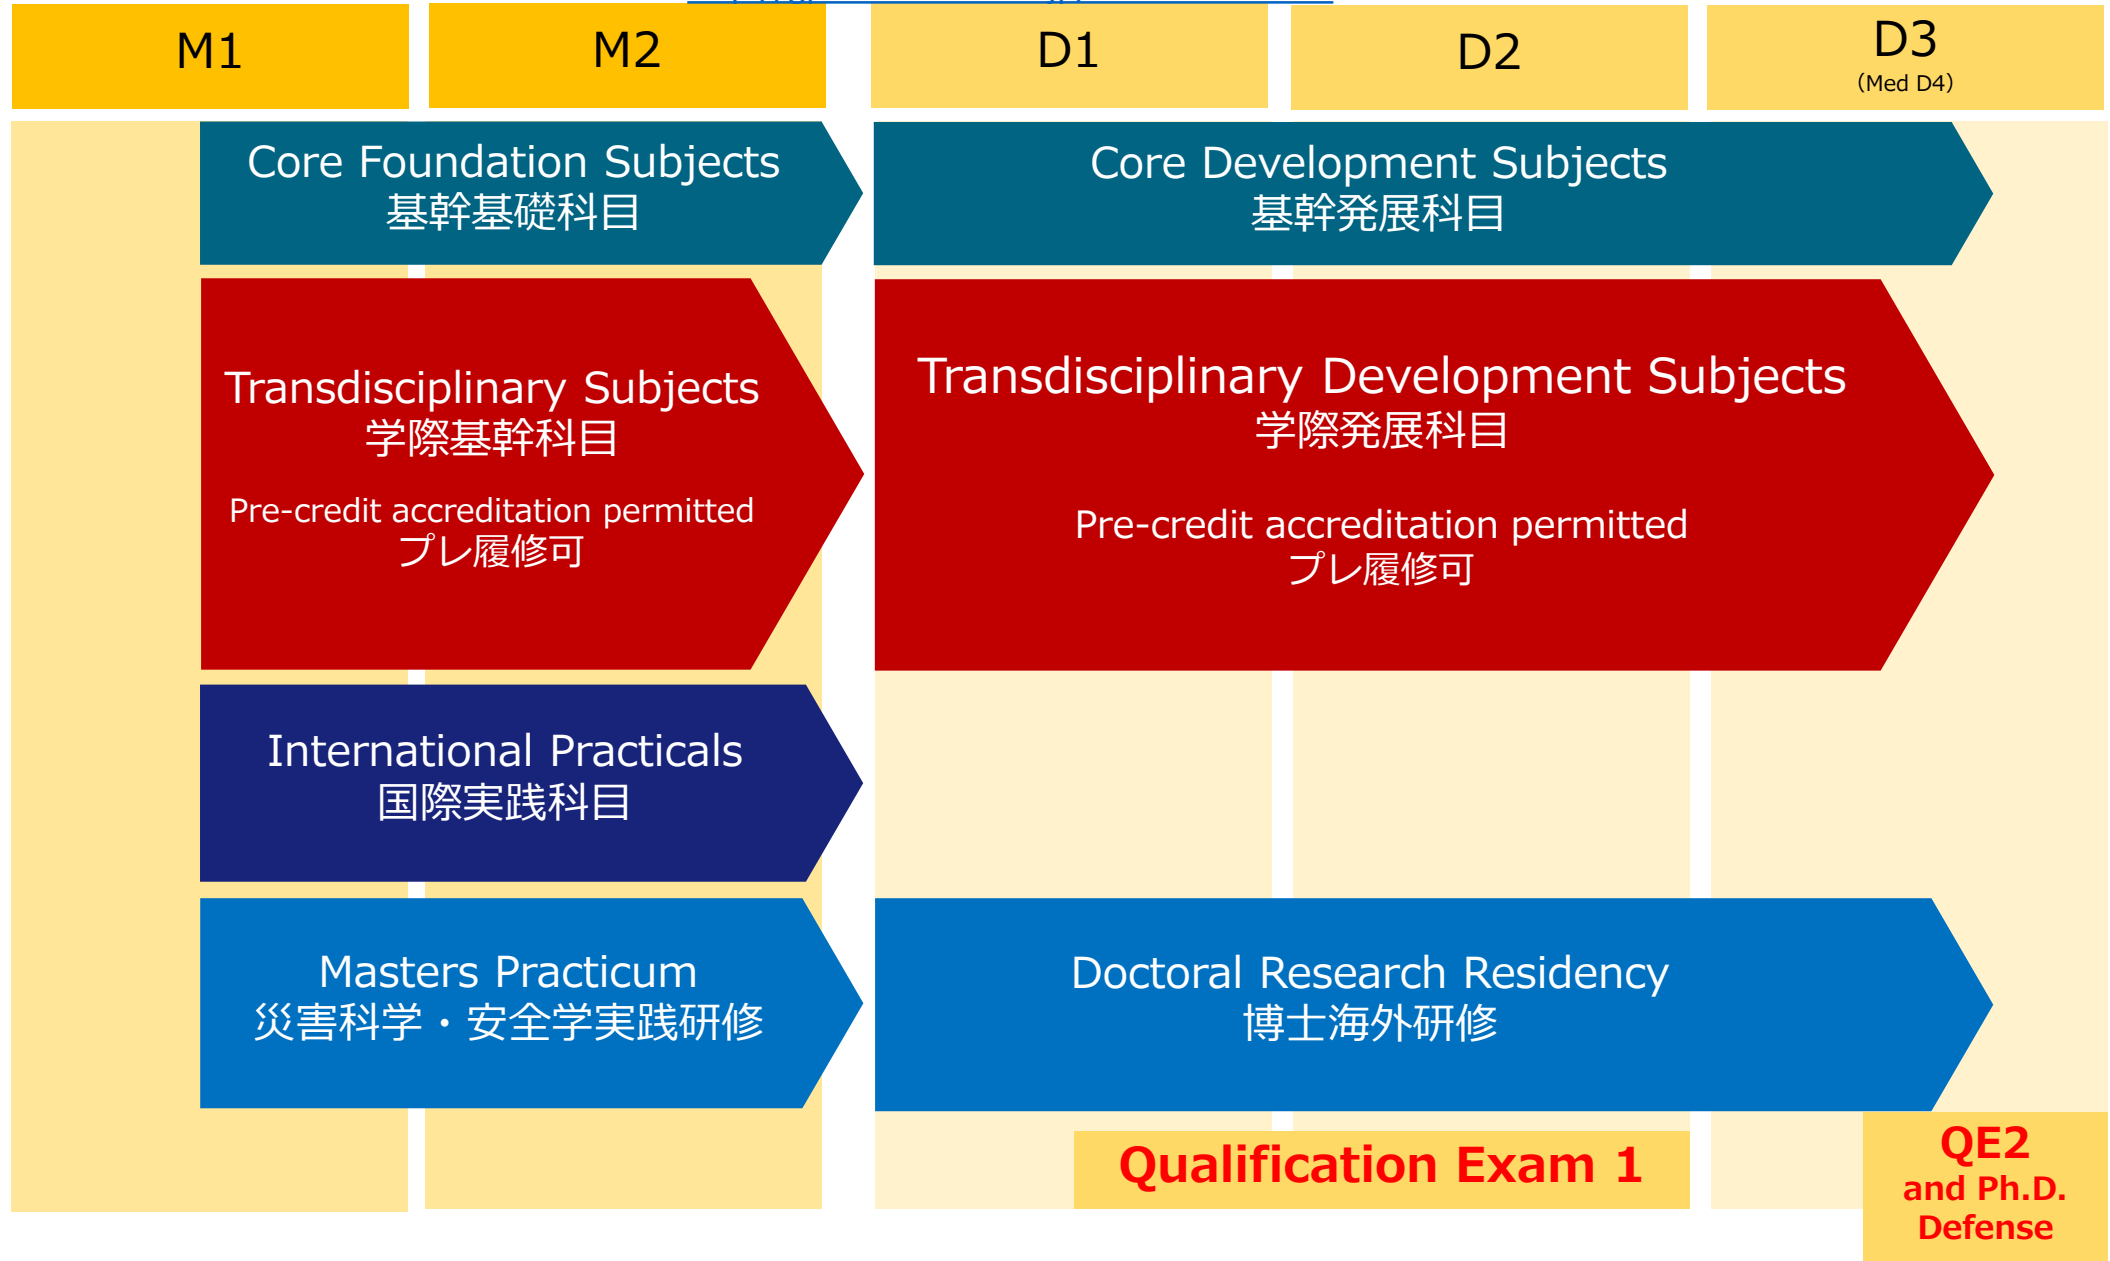 M1
M2
D1
D2
D3
(Med D4)
Core Foundation Subjects
基幹基礎科目
Core Development Subjects
基幹発展科目
Transdisciplinary Subjects
学際基幹科目
Pre-credit accreditation permitted
プレ履修可
Transdisciplinary Development Subjects
学際発展科目
Pre-credit accreditation permitted
プレ履修可
International Practicals
国際実践科目
Masters Practicum
災害科学・安全学実践研修
Doctoral Research Residency
博士海外研修
Qualification Exam 1
QE2
and Ph.D.
Defense